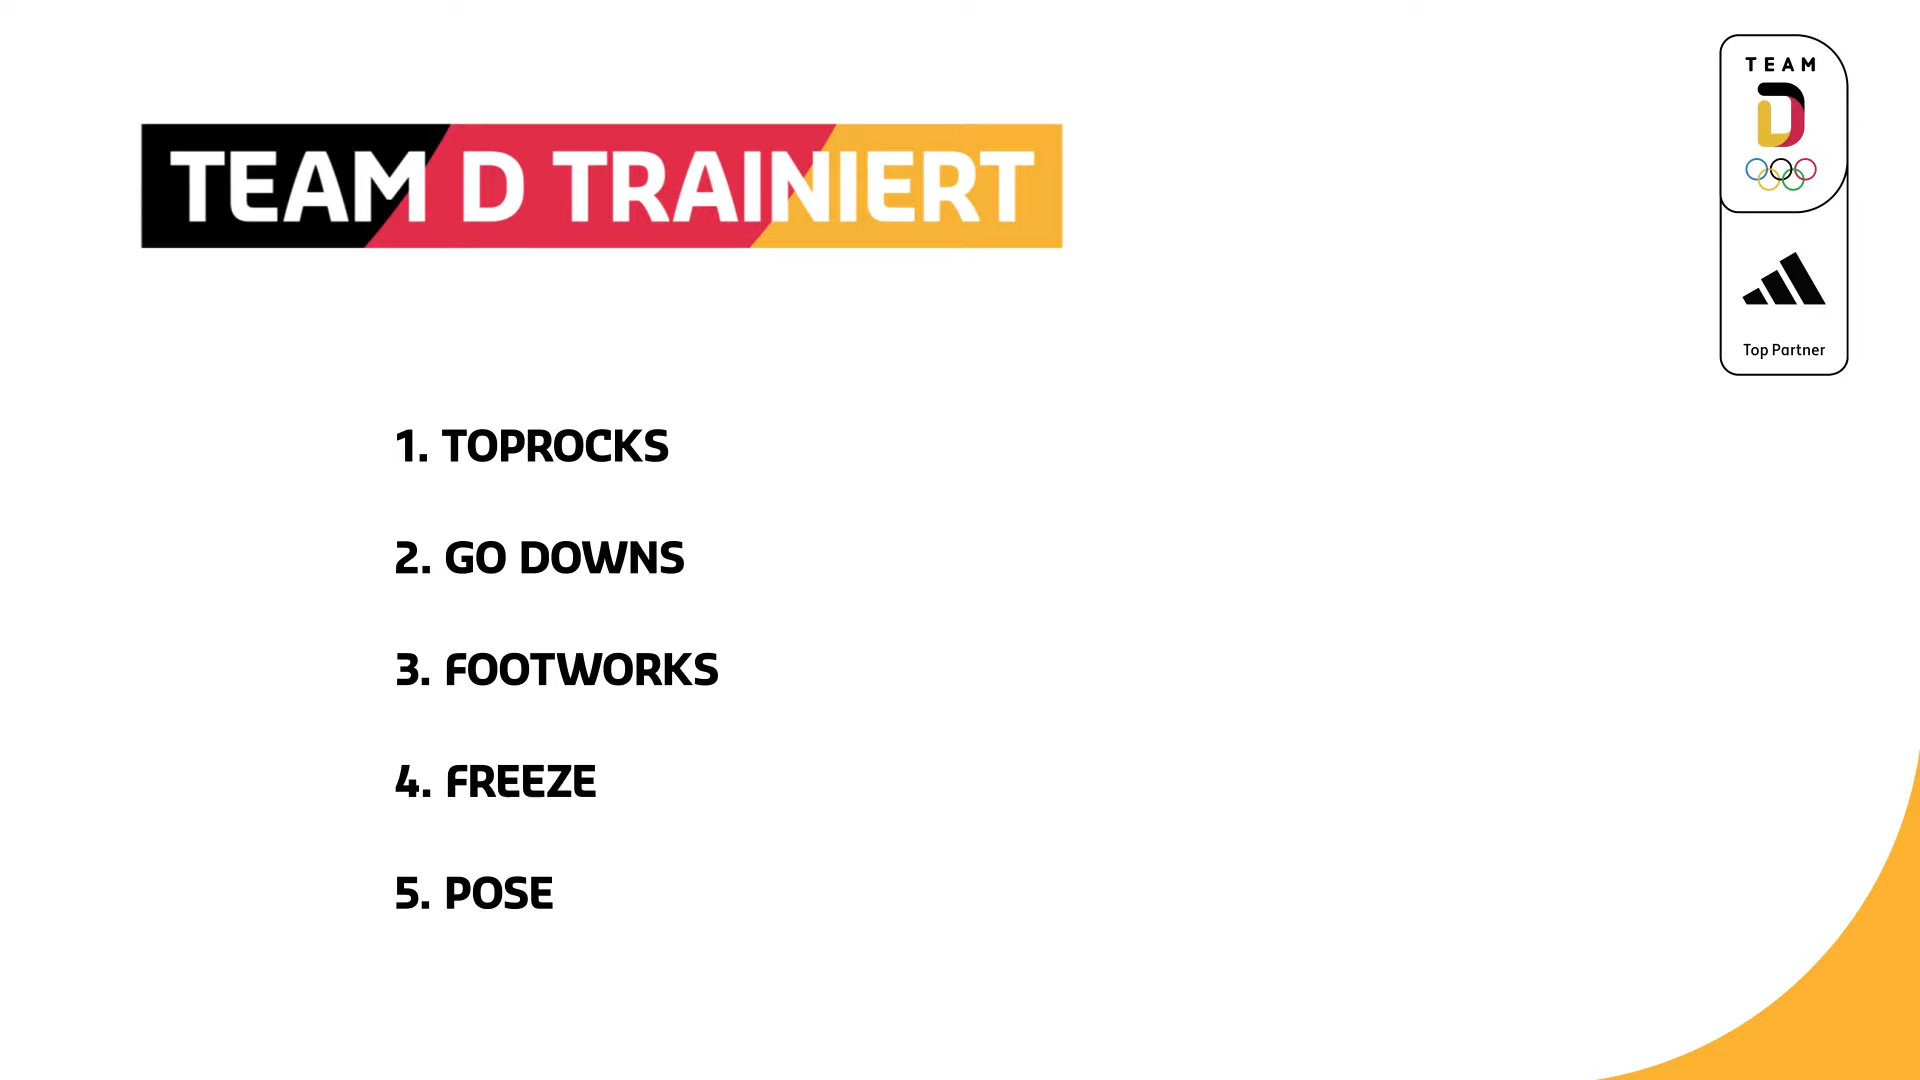 TEAM
TEAM D TRAINIERT
Top Partner
1. TOPROCKS
2. GO DOWNS
3. FOOTWORKS
4. FREEZE
5. POSE